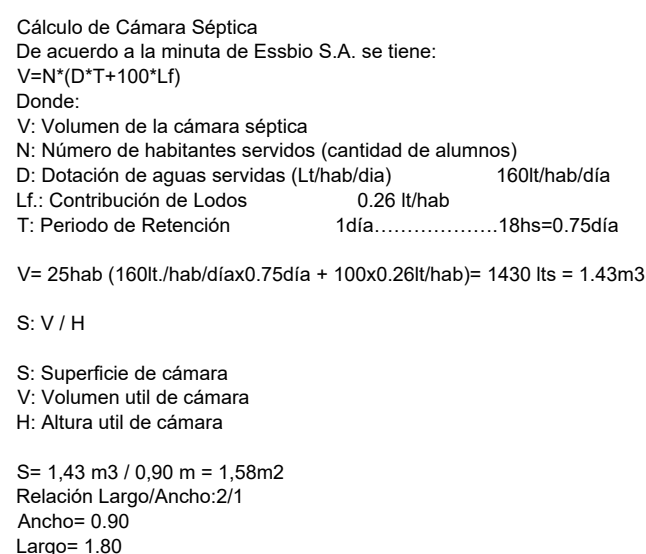 Cálculo de Cámara Séptica
De acuerdo a la minuta de Essbio S.A. se tiene:
V=N*(D*T+100*Lf)
Donde:
V: Volumen de la cámara séptica
N: Número de habitantes servidos (cantidad de alumnos)
D: Dotación de aguas servidas (Lt/hab/dia) 160lt/hab/día
Lf.: Contribución de Lodos 0.26 lt/hab
T: Periodo de Retención 1día...................18hs=0.75día
V= 25hab (160lt./hab/díax0.75día + 100x0.26lt/hab)= 1430 lts = 1.43m3
S: V / H
S: Superficie de cámara
V: Volumen util de cámara
H: Altura util de cámara
S= 1,43 m3 / 0,90 m = 1,58m2
Relación Largo/Ancho:2/1
Ancho= 0.90
Largo= 1.80